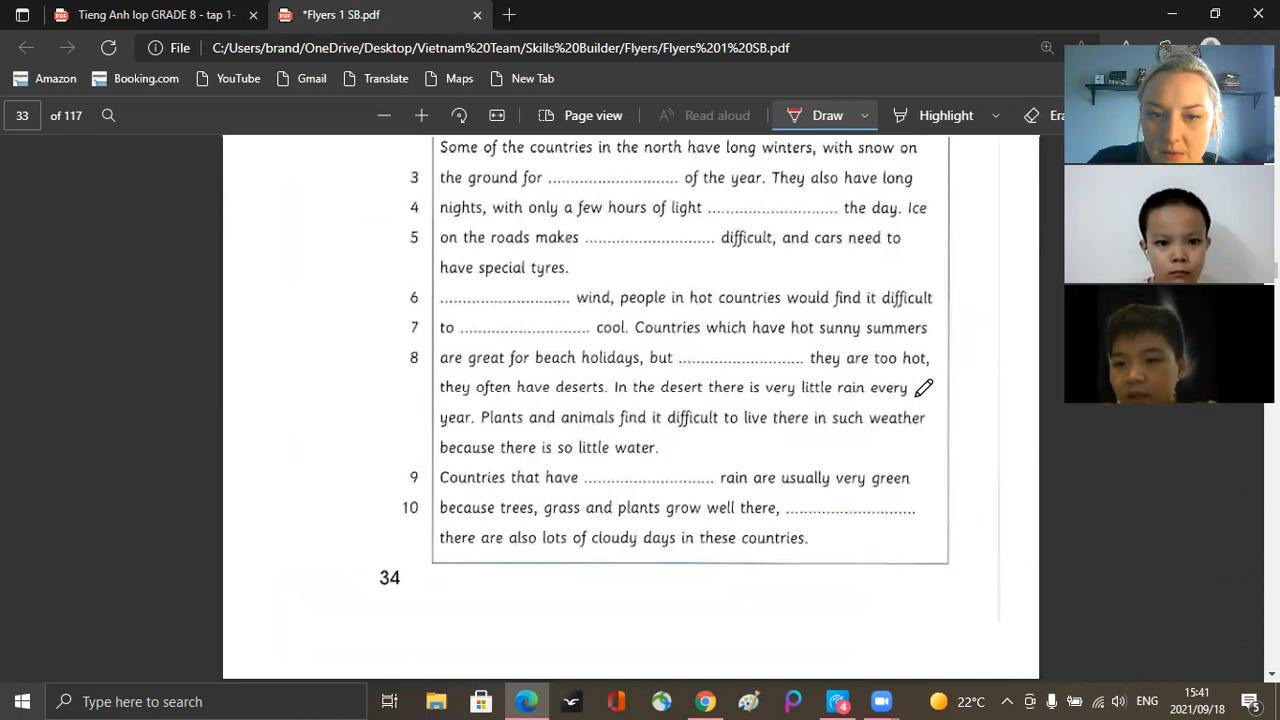 Tieng Anh lop GRADE 8 - tap 1-
*Flyers 1 SB.pdf
File
C:/Users/brand/OneDrive/Desktop/Vietnam%20Team/Skills%20Builder/Flyers/Flyers%201%20SB.pdf
Amazon
Booking.com
YouTube
Gmail
Translate
Maps
New Tab
33 of 117
Page view
Read aloud
Draw
Highlight
Era
Some of the countries in the north have long winters, with snow on
3 the ground for .............................. of the year. They also have long
4 nights, with only a few hours of light .............................. the day. Ice
5 on the roads makes .............................. difficult, and cars need to
have special tyres.
6 .............................. wind, people in hot countries would find it difficult
7 to .............................. cool. Countries which have hot sunny summers
8 are great for beach holidays, but .............................. they are too hot,
they often have deserts. In the desert there is very little rain every
year. Plants and animals find it difficult to live there in such weather
because there is so little water.
9 Countries that have .............................. rain are usually very green
10 because trees, grass and plants grow well there, ..............................
there are also lots of cloudy days in these countries.
34
Type here to search
4
22°C
ENG
15:41
2021/09/18
5